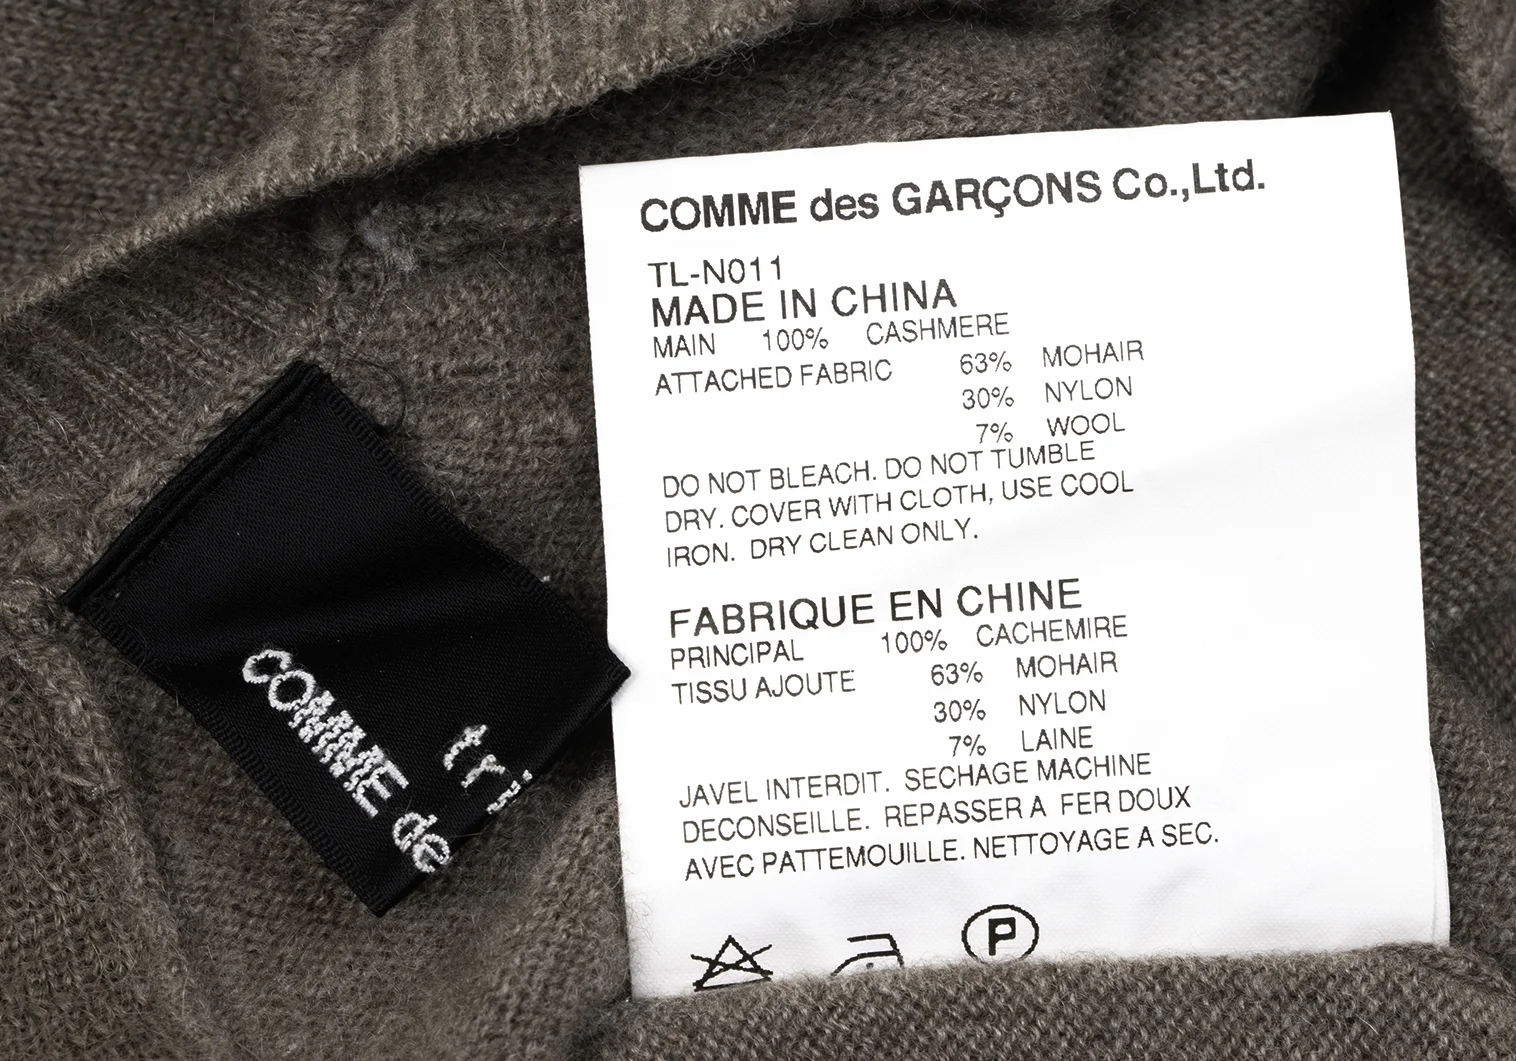 COMME des GARÇONS Co.,Ltd.
TL-N011
MADE IN CHINA
MAIN 100% CASHMERE
ATTACHED FABRIC 63% MOHAIR
30% NYLON
7% WOOL
DO NOT BLEACH. DO NOT TUMBLE
DRY. COVER WITH CLOTH, USE COOL
IRON. DRY CLEAN ONLY.
FABRIQUE EN CHINE
PRINCIPAL 100% CACHEMIRE
TISSU AJOUTE 63% MOHAIR
30% NYLON
7% LAINE
JAVEL INTERDIT. SECHAGE MACHINE
DECONSEILLE. REPASSER A FER DOUX
AVEC PATTEMOUILLE. NETTOYAGE A SEC.
P
tri
COMME de